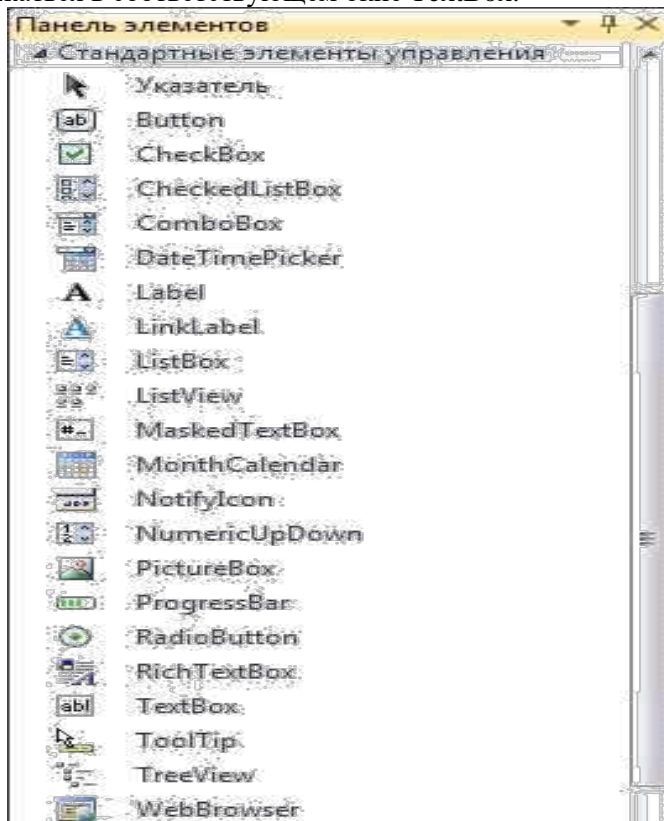 Панель элементов
Стандартные элементы управления
Указатель
Button
CheckBox
CheckedListBox
ComboBox
DateTimePicker
Label
LinkLabel
ListBox
ListView
MaskedTextBox
MonthCalendar
NotifyIcon
NumericUpDown
PictureBox
ProgressBar
RadioButton
RichTextBox
TextBox
ToolTip
TreeView
WebBrowser